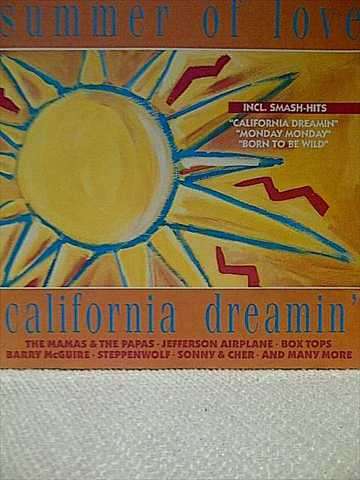 summer of love
INCL. SMASH-HITS
"CALIFORNIA DREAMIN"
"MONDAY MONDAY"
"BORN TO BE WILD"
california dreamin'
THE MAMAS & THE PAPAS · JEFFERSON AIRPLANE · BOX TOPS
BARRY McGUIRE · STEPPENWOLF · SONNY & CHER · AND MANY MORE